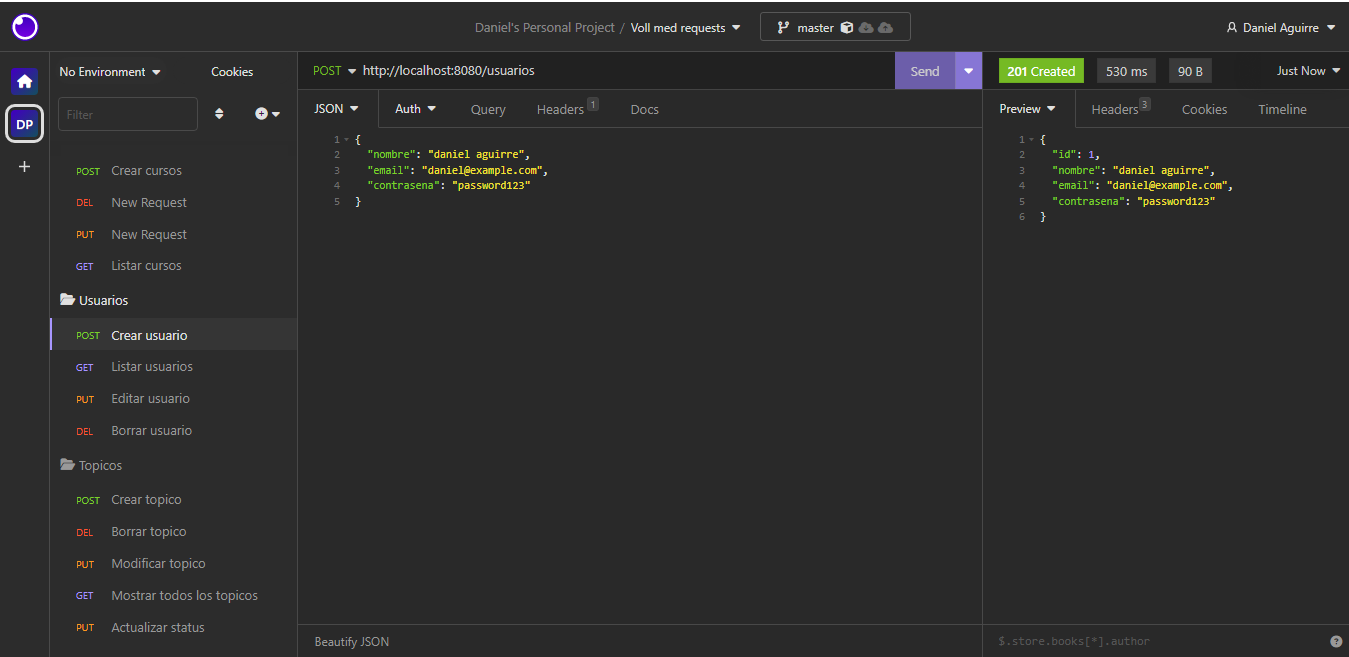 Daniel's Personal Project / Voll med requests
master
Daniel Aguirre
DP
No Environment
Cookies
Filter
POST Crear cursos
DEL New Request
PUT New Request
GET Listar cursos
Usuarios
POST Crear usuario
GET Listar usuarios
PUT Editar usuario
DEL Borrar usuario
Topicos
POST Crear topico
DEL Borrar topico
PUT Modificar topico
GET Mostrar todos los topicos
PUT Actualizar status
POST http://localhost:8080/usuarios
Send
JSON Auth Query Headers 1 Docs
1 {
2 "nombre": "daniel aguirre",
3 "email": "daniel@example.com",
4 "contrasena": "password123"
5 }
Beautify JSON
201 Created 530 ms 90 B Just Now
Preview Headers 3 Cookies Timeline
1 {
2 "id": 1,
3 "nombre": "daniel aguirre",
4 "email": "daniel@example.com",
5 "contrasena": "password123"
6 }
$.store.books[*].author
?